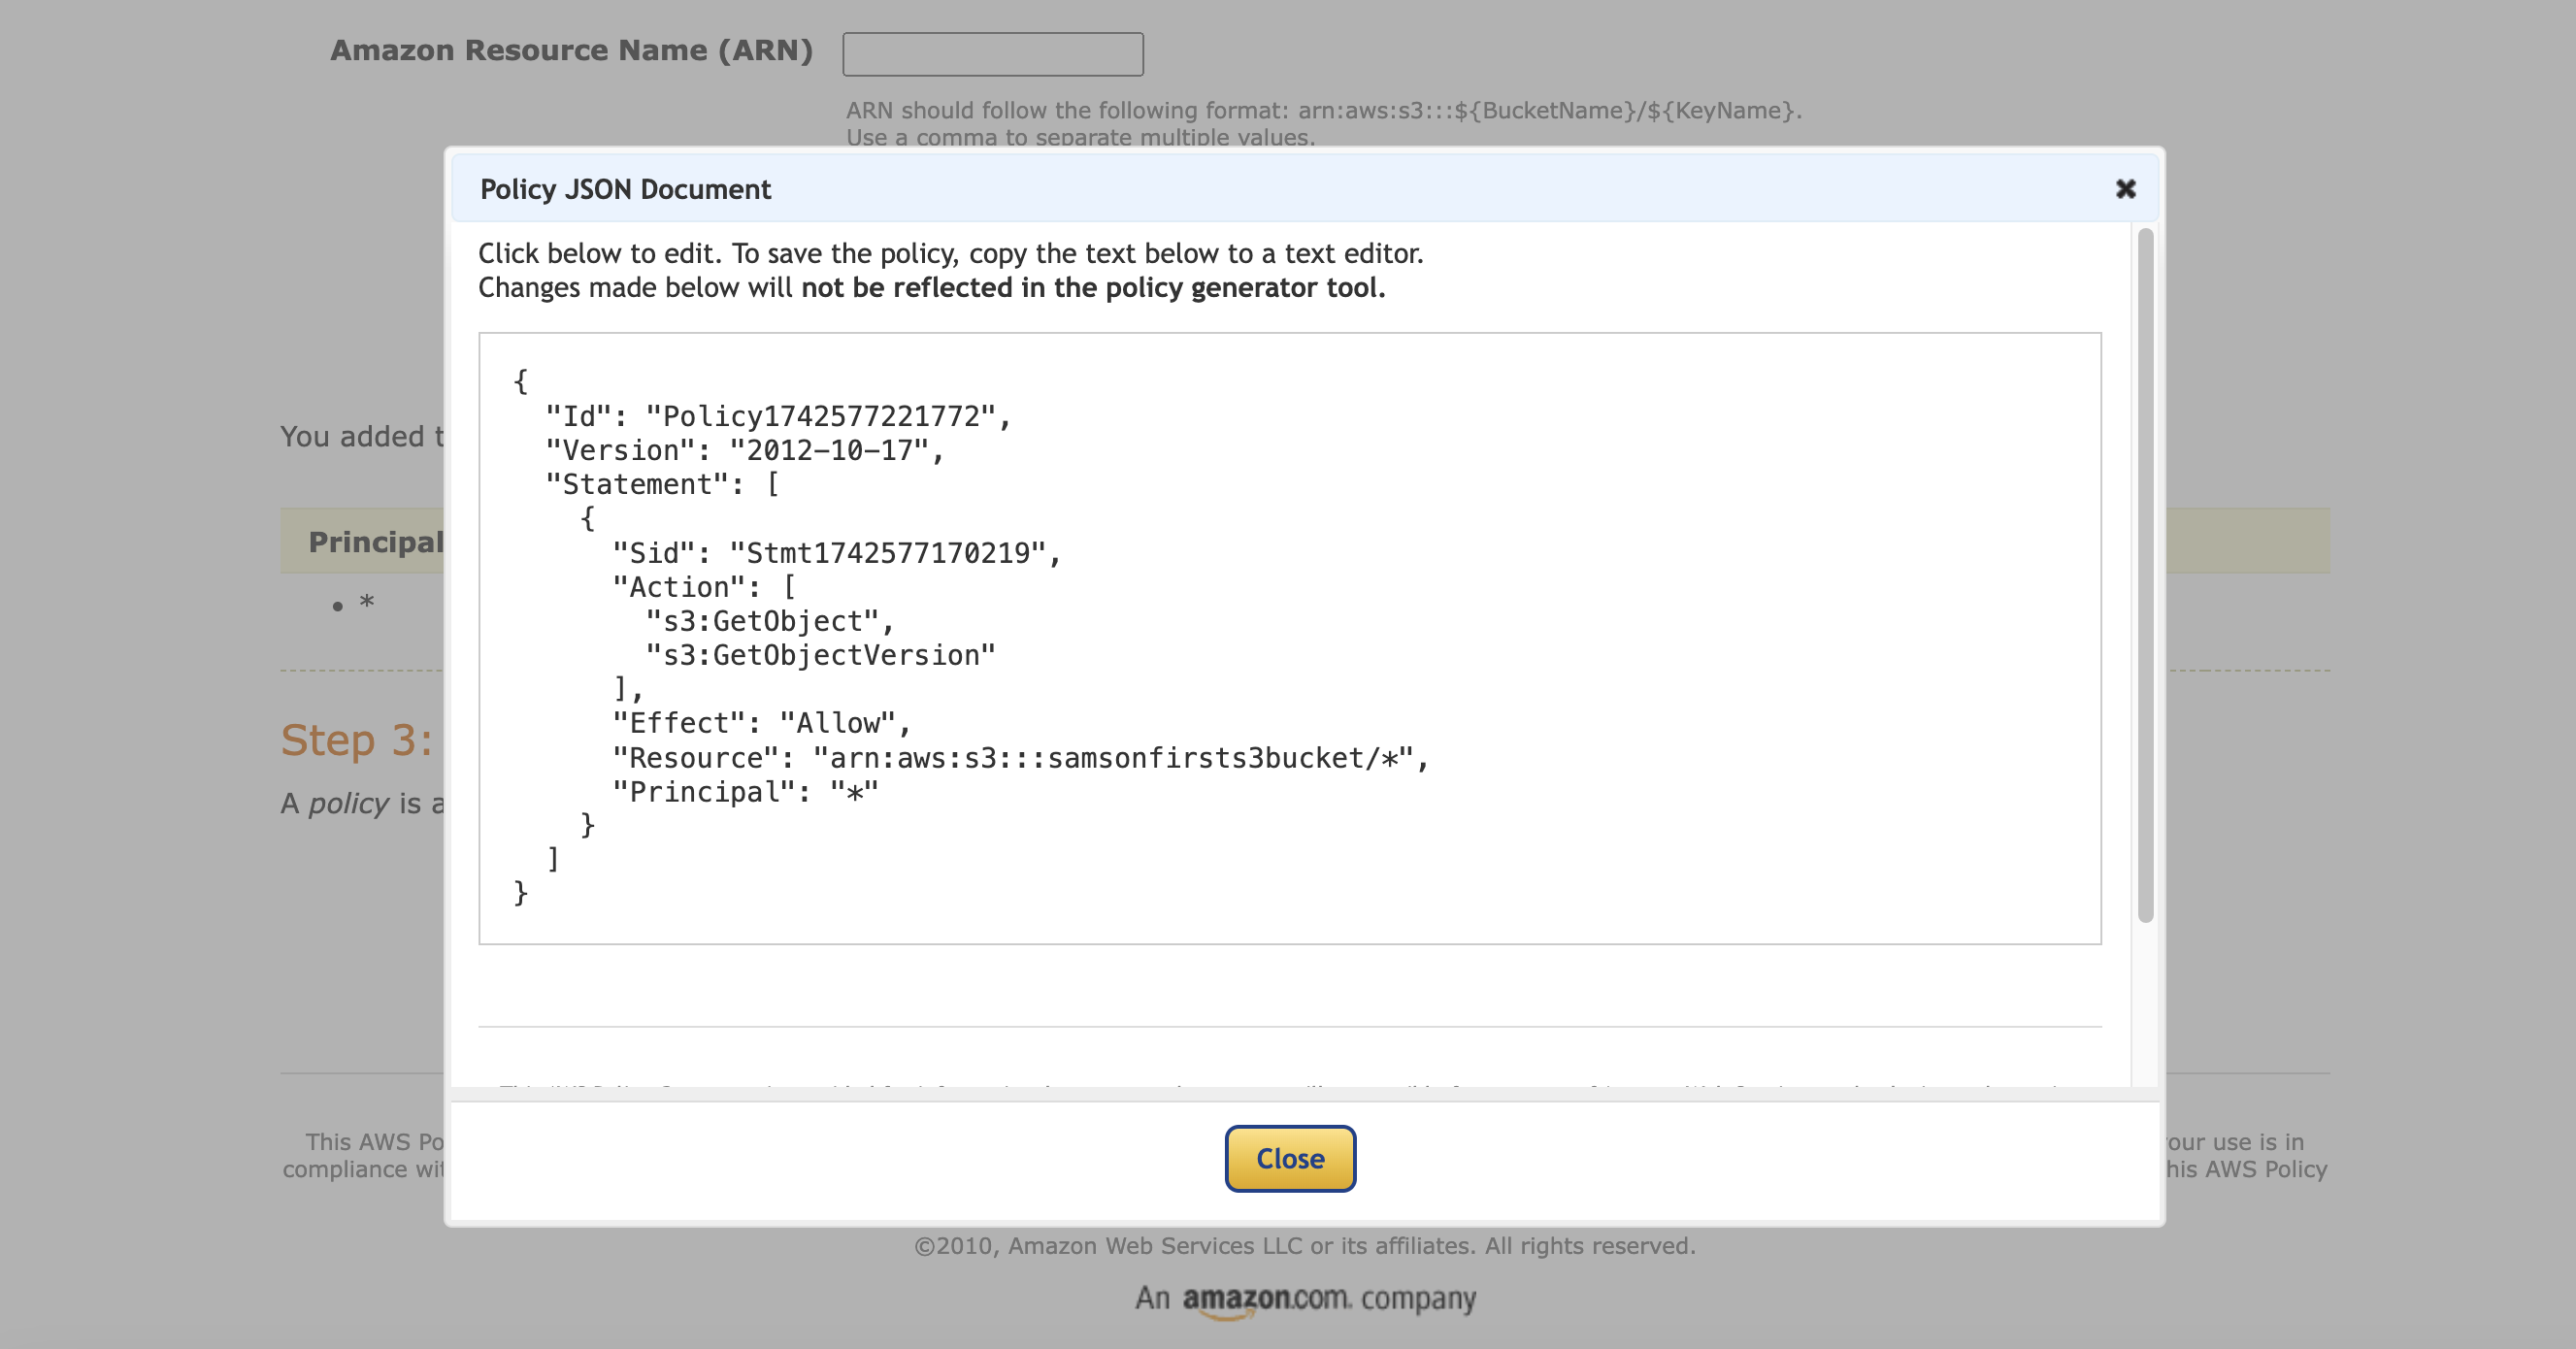 Amazon Resource Name (ARN)
ARN should follow the following format: arn:aws:s3:::${BucketName}/${KeyName}.
Use a comma to separate multiple values.
Policy JSON Document
Click below to edit. To save the policy, copy the text below to a text editor.
Changes made below will not be reflected in the policy generator tool.
{
  "Id": "Policy1742577221772",
  "Version": "2012-10-17",
  "Statement": [
    {
      "Sid": "Stmt1742577170219",
      "Action": [
        "s3:GetObject",
        "s3:GetObjectVersion"
      ],
      "Effect": "Allow",
      "Resource": "arn:aws:s3:::samsonfirsts3bucket/*",
      "Principal": "*"
    }
  ]
}
Close
You added
Principal
• *
Step 3:
A policy is
This AWS
our use is in
compliance
his AWS Policy
©2010, Amazon Web Services LLC or its affiliates. All rights reserved.
An amazon.com. company